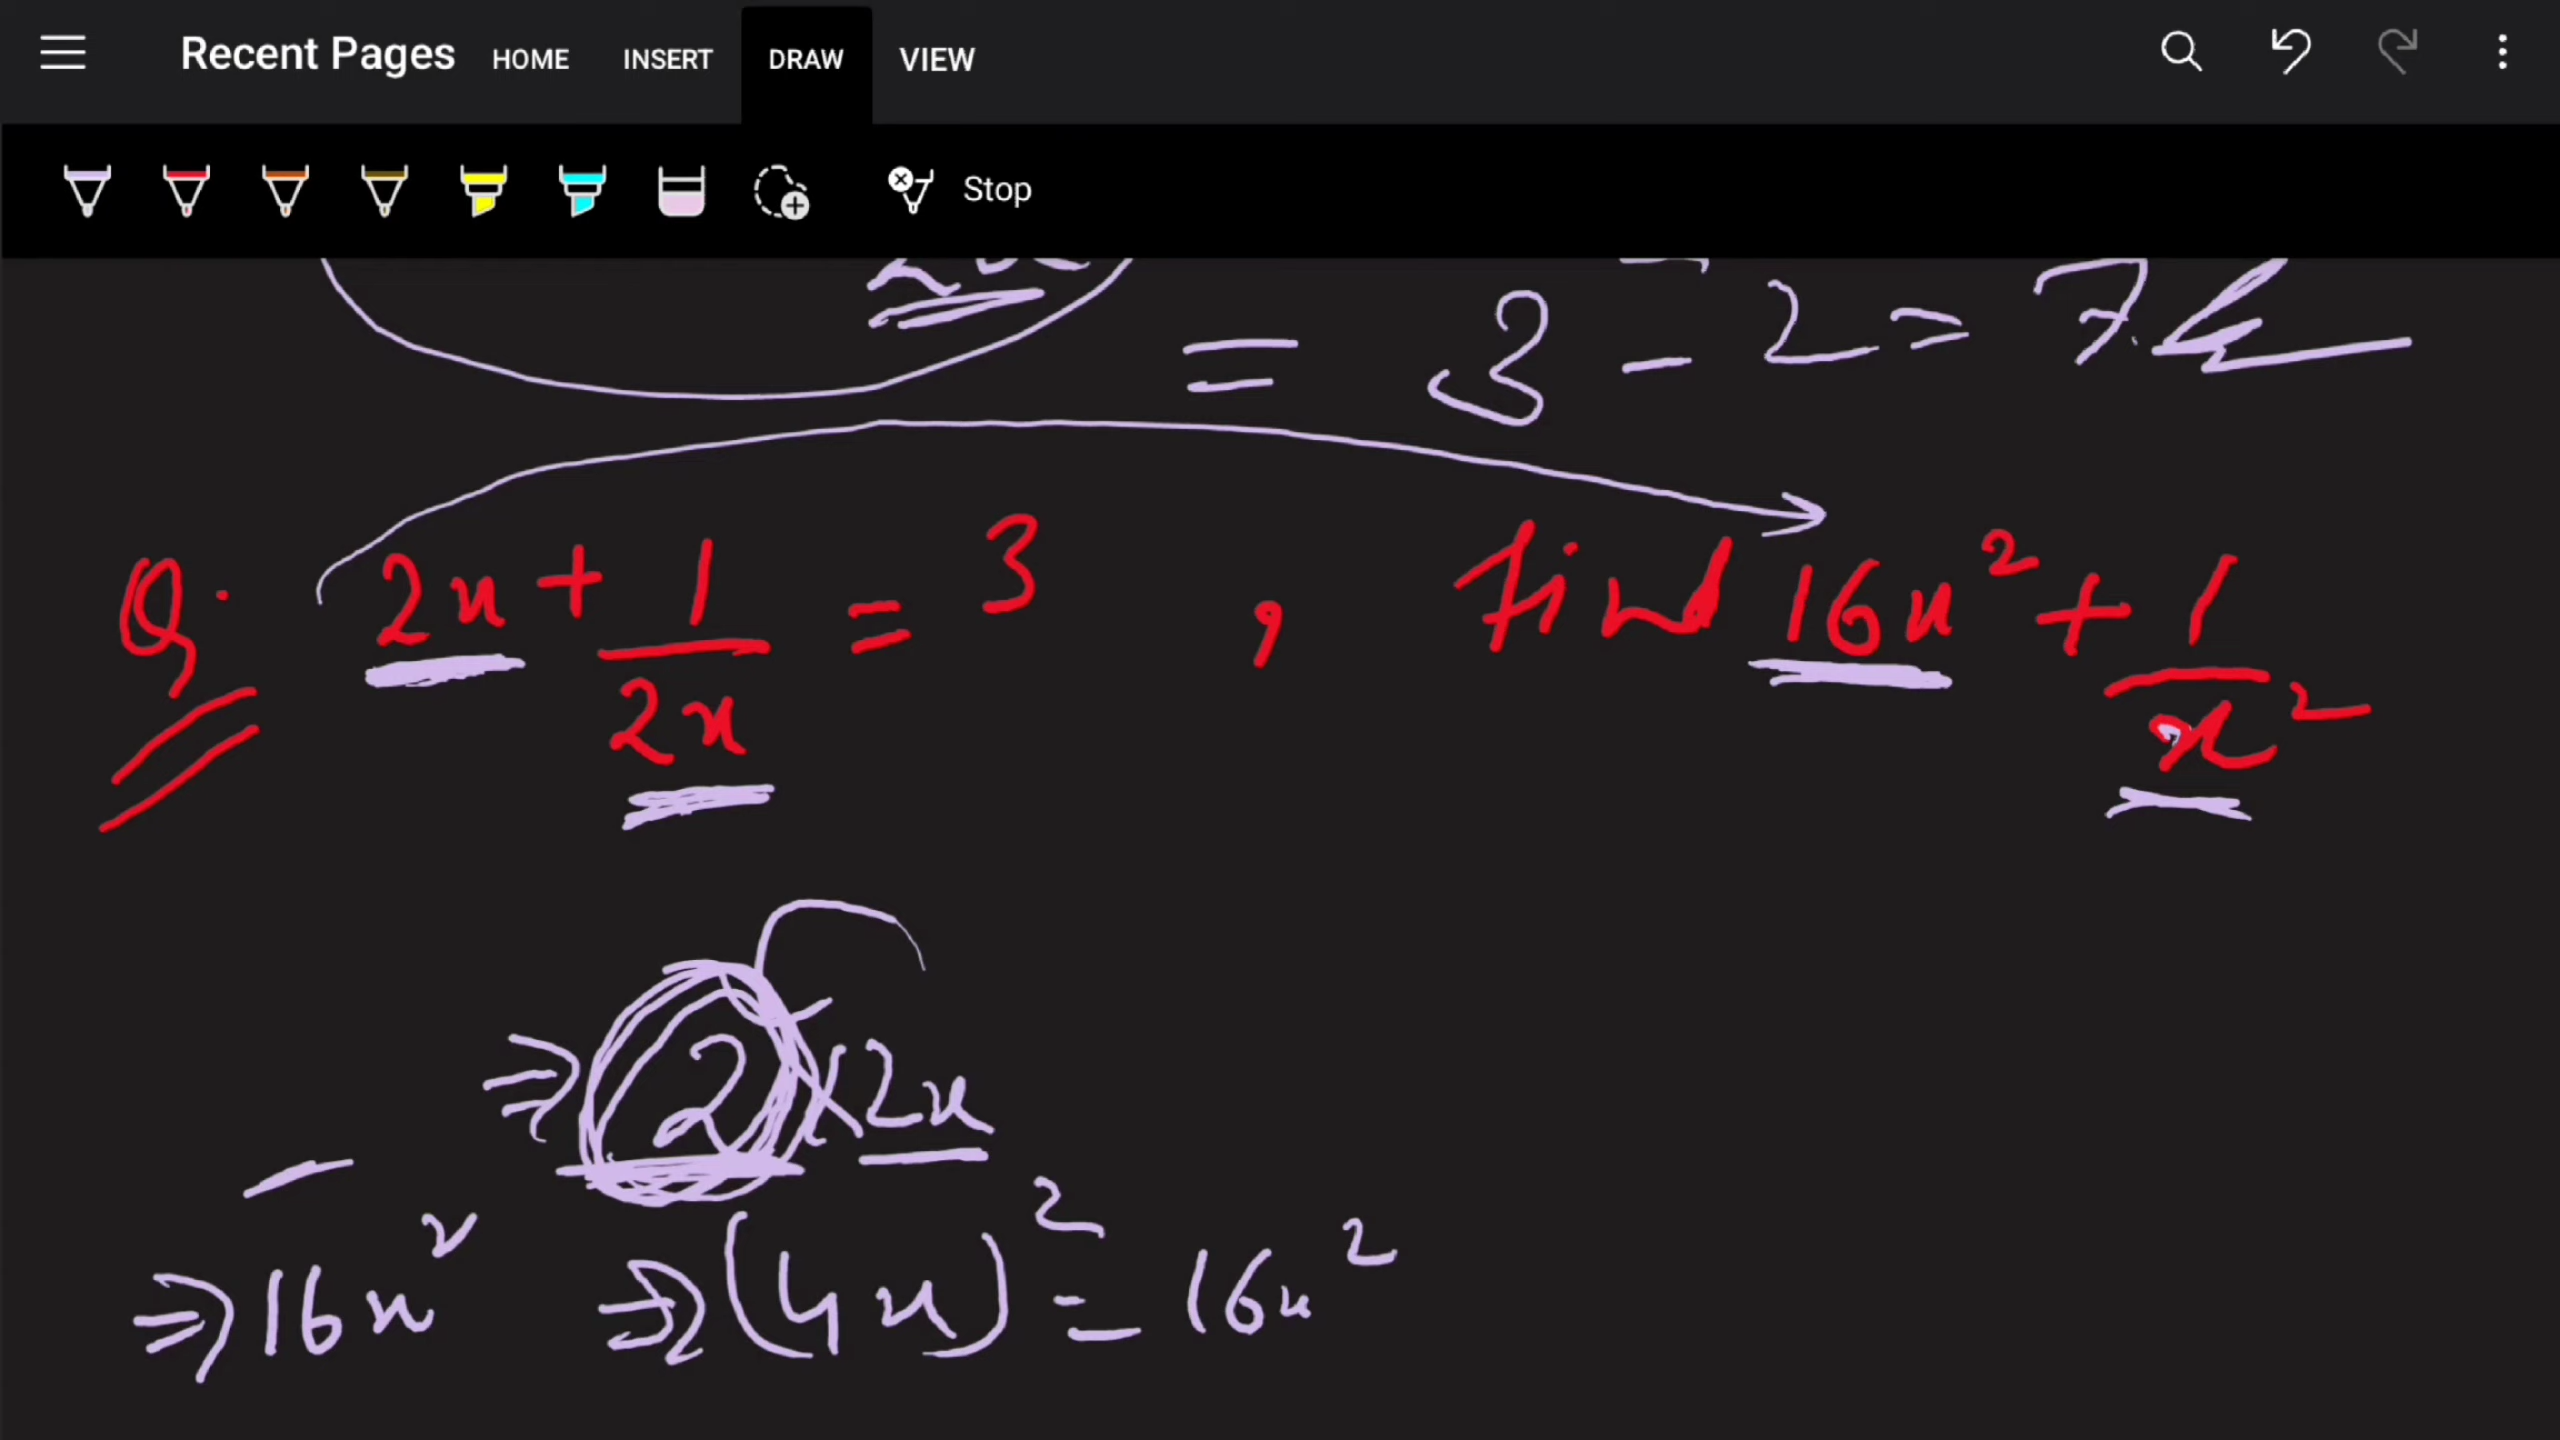 Recent Pages HOME INSERT DRAW VIEW
Stop
= 3 - 2 = 7
Q. 2x + 1/2x = 3 , find 16x² + 1/x²
⇒ 2 × 2x
⇒ 16x² ⇒ (4x)² = 16x²